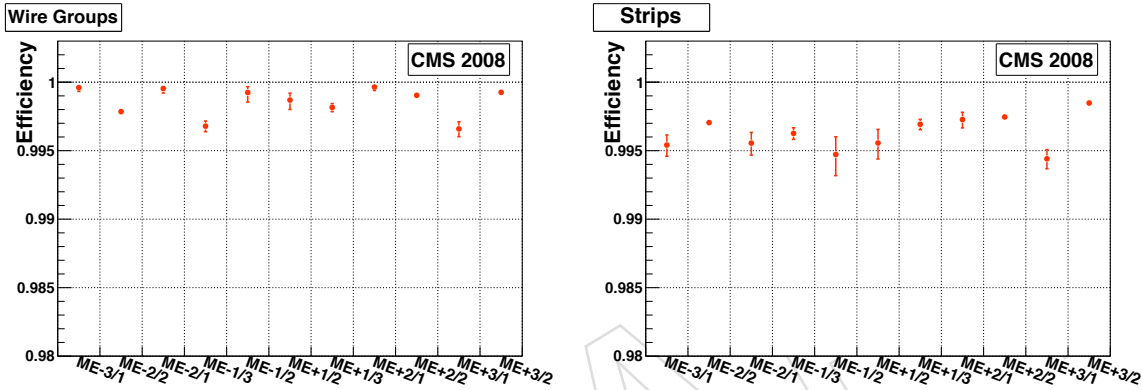 Wire Groups
Efficiency
CMS 2008
1
0.995
0.99
0.985
0.98
ME-3/1
ME-2/2
ME-2/1
ME-1/3
ME-1/2
ME+1/2
ME+1/3
ME+2/1
ME+2/2
ME+3/1
ME+3/2
Strips
Efficiency
CMS 2008
1
0.995
0.99
0.985
0.98
ME-3/1
ME-2/2
ME-2/1
ME-1/3
ME-1/2
ME+1/2
ME+1/3
ME+2/1
ME+2/2
ME+3/1
ME+3/2